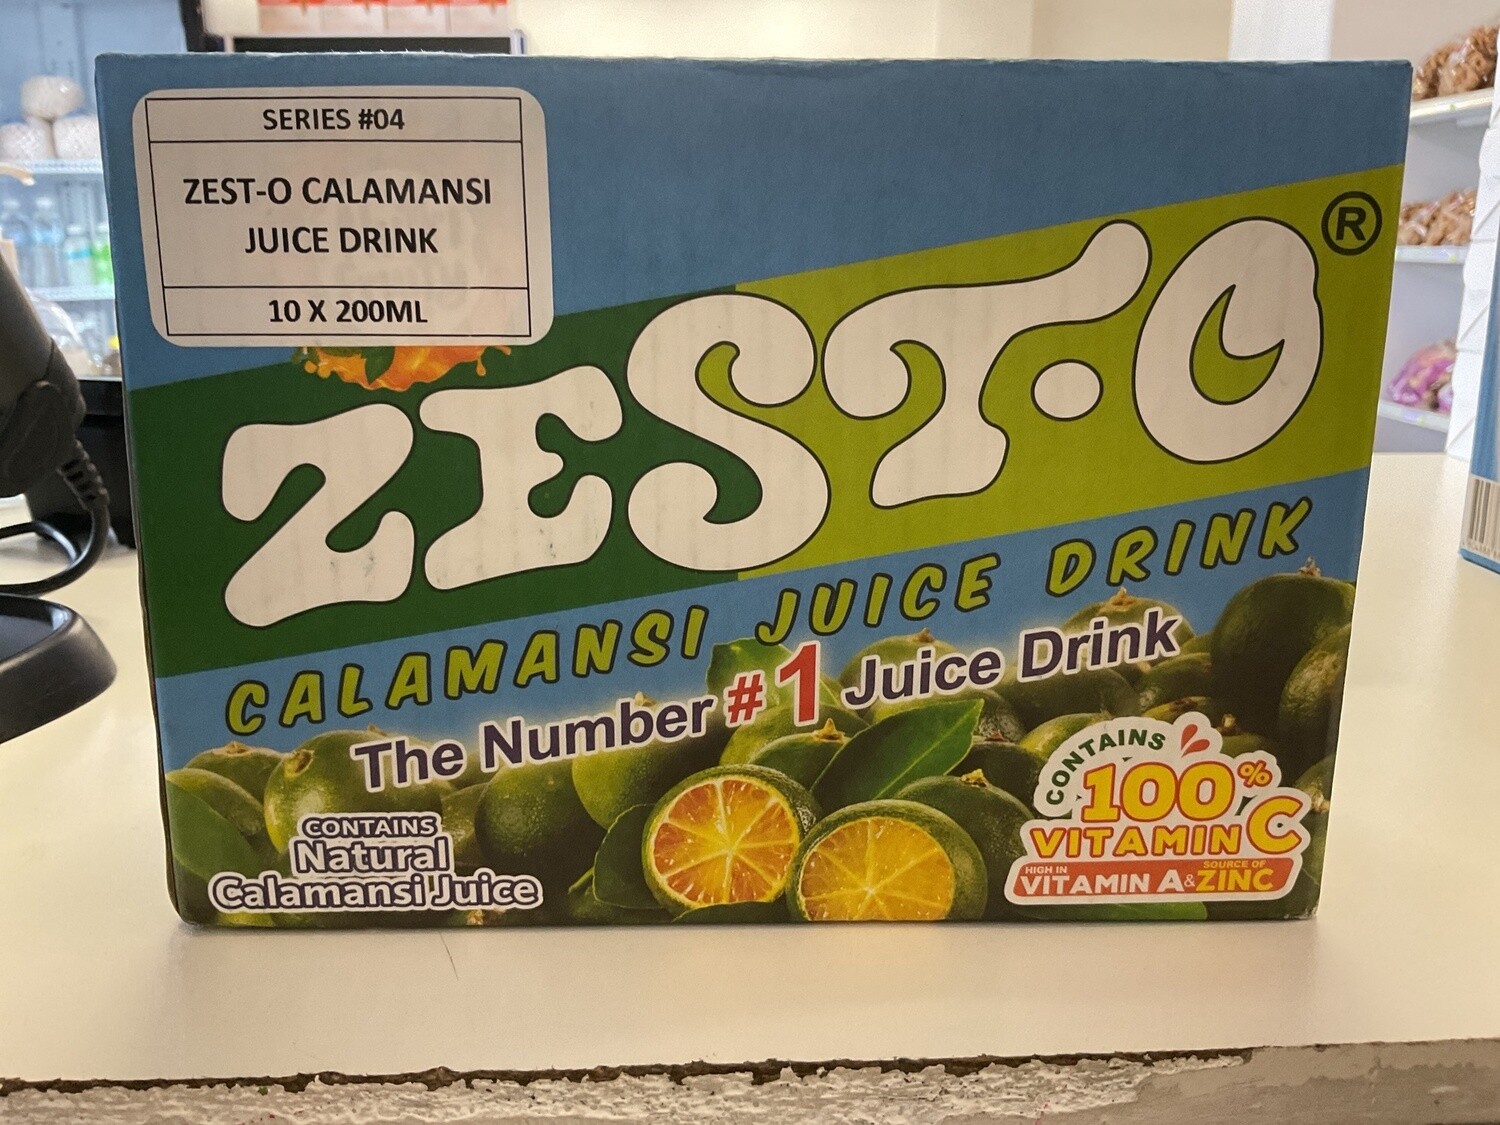 SERIES #04
ZEST-O CALAMANSI
JUICE DRINK
10 X 200ML
ZEST·O®
CALAMANSI JUICE DRINK
The Number #1 Juice Drink
CONTAINS
Natural
Calamansi Juice
CONTAINS
100%
VITAMIN C
HIGH IN
VITAMIN A &
SOURCE OF
ZINC